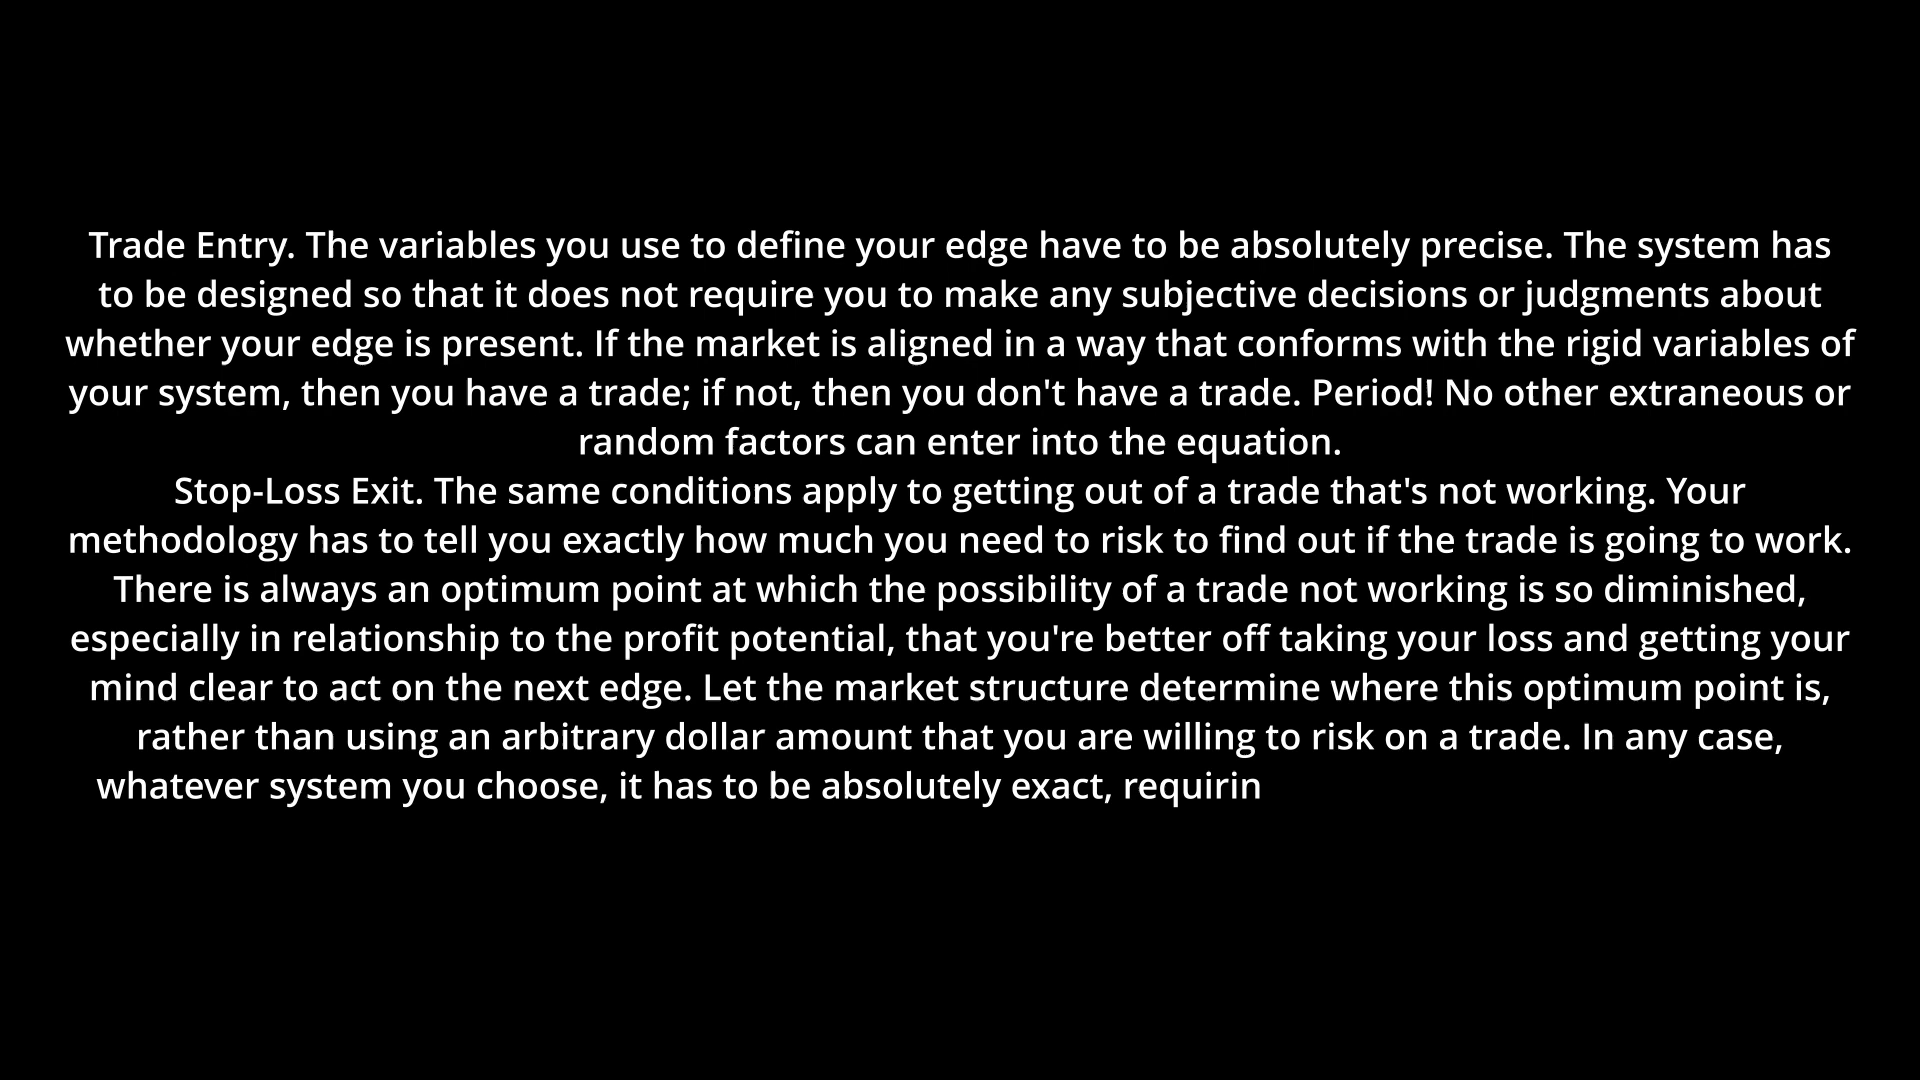 Trade Entry. The variables you use to define your edge have to be absolutely precise. The system has
to be designed so that it does not require you to make any subjective decisions or judgments about
whether your edge is present. If the market is aligned in a way that conforms with the rigid variables of
your system, then you have a trade; if not, then you don't have a trade. Period! No other extraneous or
random factors can enter into the equation.
Stop-Loss Exit. The same conditions apply to getting out of a trade that's not working. Your
methodology has to tell you exactly how much you need to risk to find out if the trade is going to work.
There is always an optimum point at which the possibility of a trade not working is so diminished,
especially in relationship to the profit potential, that you're better off taking your loss and getting your
mind clear to act on the next edge. Let the market structure determine where this optimum point is,
rather than using an arbitrary dollar amount that you are willing to risk on a trade. In any case,
whatever system you choose, it has to be absolutely exact, requirin